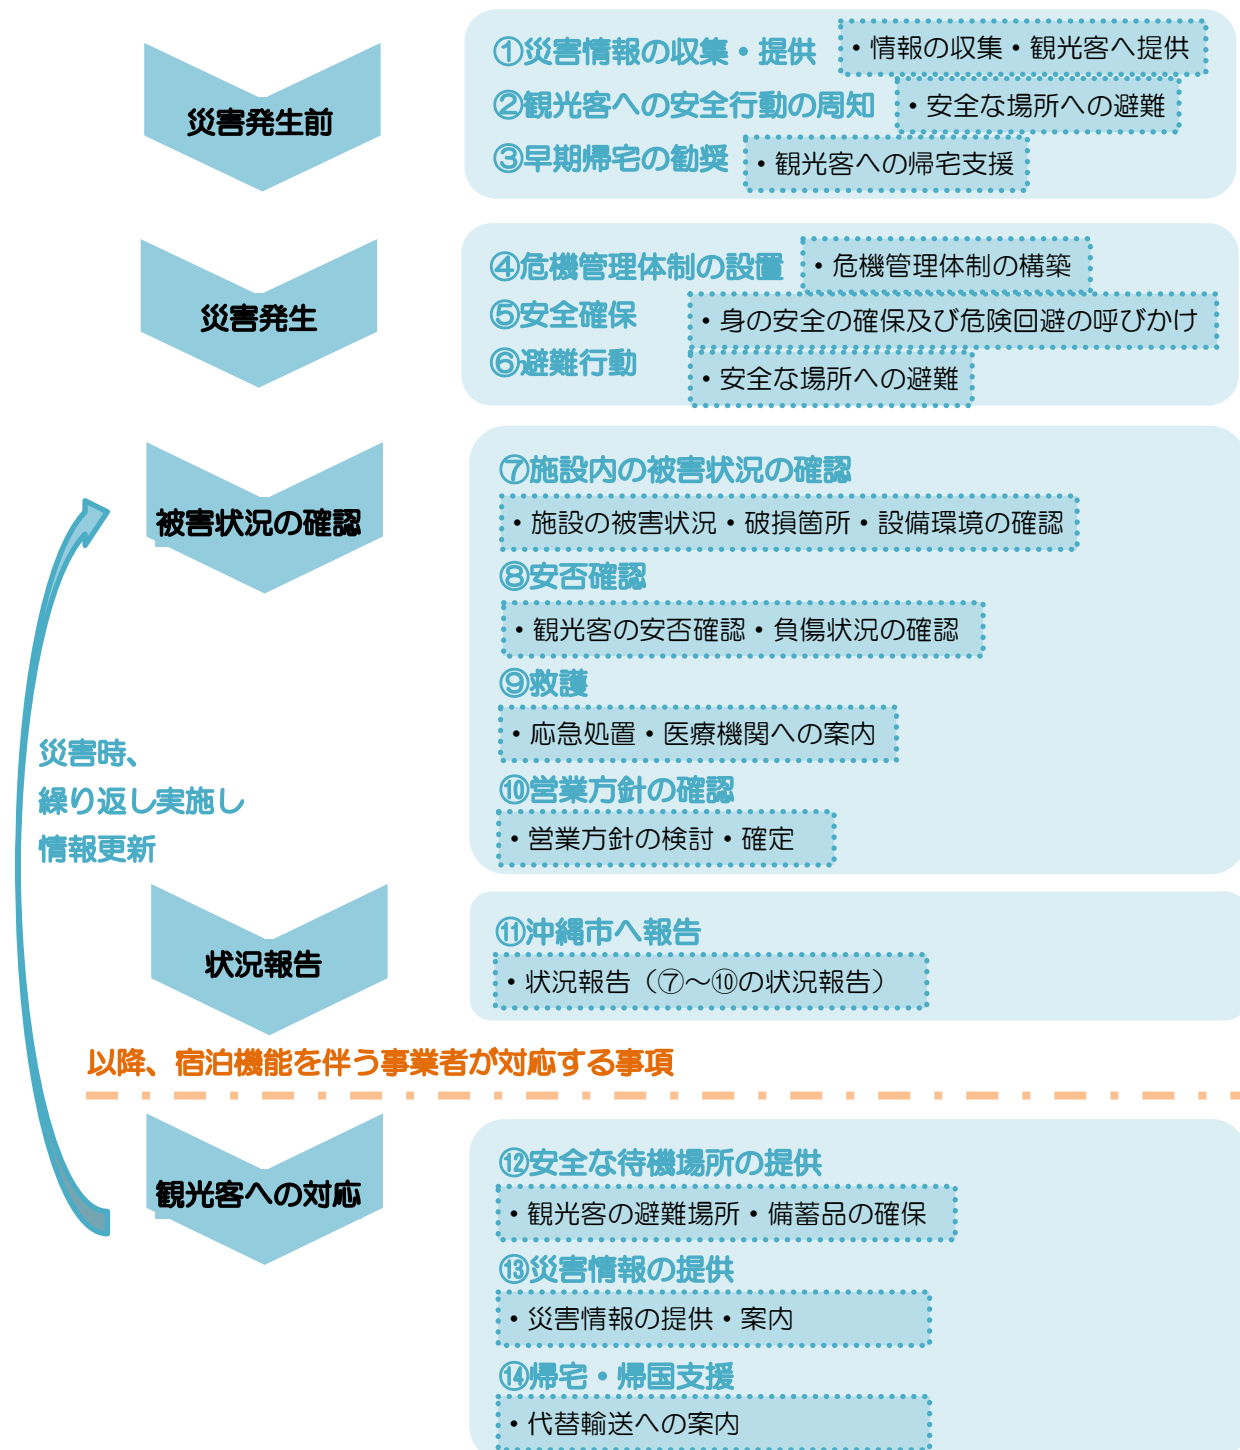 災害発生前
①災害情報の収集・提供
・情報の収集・観光客へ提供
②観光客への安全行動の周知
・安全な場所への避難
③早期帰宅の勧奨
・観光客への帰宅支援
災害発生
④危機管理体制の設置
・危機管理体制の構築
⑤安全確保
・身の安全の確保及び危険回避の呼びかけ
⑥避難行動
・安全な場所への避難
被害状況の確認
⑦施設内の被害状況の確認
・施設の被害状況・破損箇所・設備環境の確認
⑧安否確認
・観光客の安否確認・負傷状況の確認
⑨救護
・応急処置・医療機関への案内
⑩営業方針の確認
・営業方針の検討・確定
災害時、
繰り返し実施し
情報更新
状況報告
⑪沖縄市へ報告
・状況報告（⑦～⑩の状況報告）
以降、宿泊機能を伴う事業者が対応する事項
観光客への対応
⑫安全な待機場所の提供
・観光客の避難場所・備蓄品の確保
⑬災害情報の提供
・災害情報の提供・案内
⑭帰宅・帰国支援
・代替輸送への案内